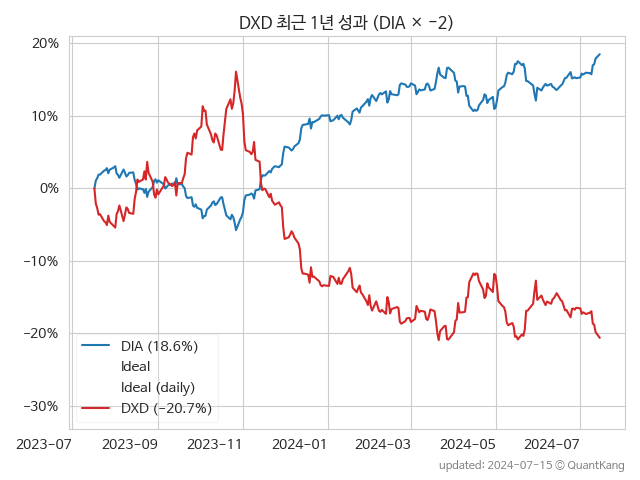 DXD 최근 1년 성과 (DIA × −2)
20%
10%
0%
−10%
−20%
−30%
DIA (18.6%)
Ideal
Ideal (daily)
DXD (−20.7%)
2023-07
2023-09
2023-11
2024-01
2024-03
2024-05
2024-07
updated: 2024-07-15 © QuantKang